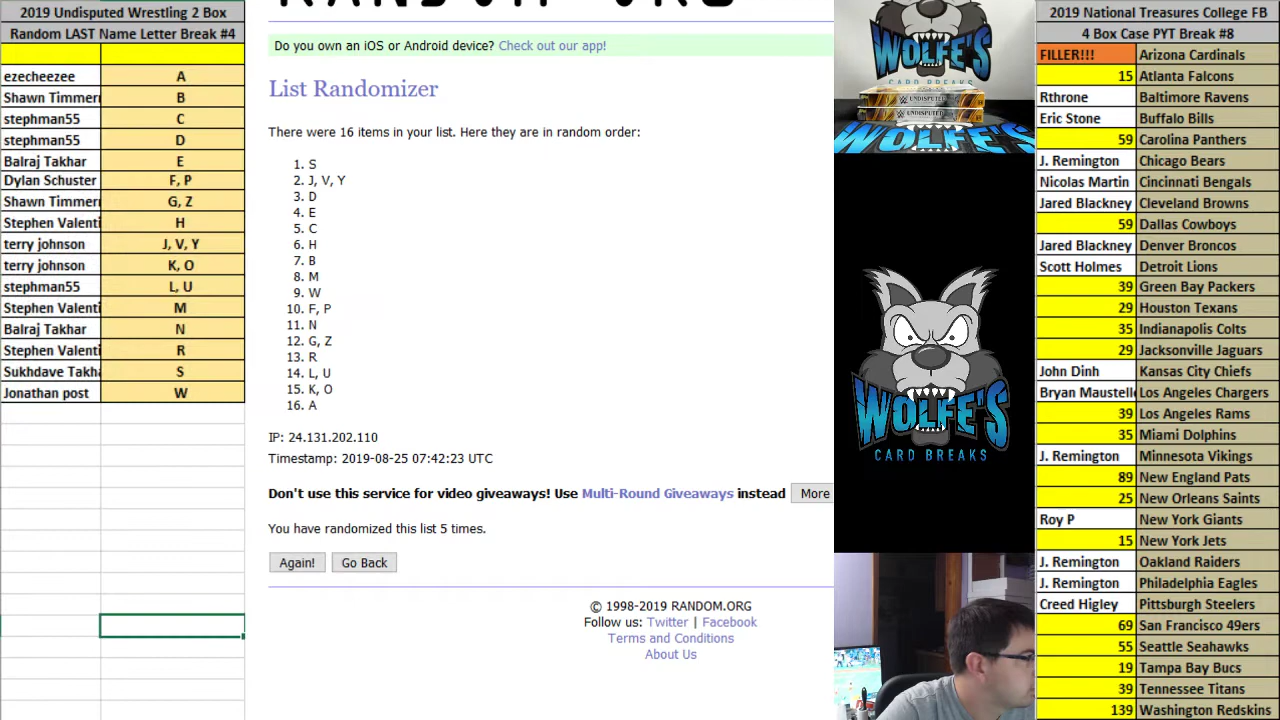 2019 Undisputed Wrestling 2 Box
Random LAST Name Letter Break #4
ezecheezee A
Shawn Timmer B
stephman55 C
stephman55 D
Balraj Takhar E
Dylan Schuster F, P
Shawn Timmer G, Z
Stephen Valenti H
terry johnson J, V, Y
terry johnson K, O
stephman55 L, U
Stephen Valenti M
Balraj Takhar N
Stephen Valenti R
Sukhdave Takha S
Jonathan post W
Do you own an iOS or Android device? Check out our app!
List Randomizer
There were 16 items in your list. Here they are in random order:
1. S
2. J, V, Y
3. D
4. E
5. C
6. H
7. B
8. M
9. W
10. F, P
11. N
12. G, Z
13. R
14. L, U
15. K, O
16. A
IP: 24.131.202.110
Timestamp: 2019-08-25 07:42:23 UTC
Don't use this service for video giveaways! Use Multi-Round Giveaways instead More
You have randomized this list 5 times.
Again! Go Back
© 1998-2019 RANDOM.ORG
Follow us: Twitter | Facebook
Terms and Conditions
About Us
WOLFE'S
CARD BREAKS
UNDISPUTED
UNDISPUTED
WOLFE'S
CARD BREAKS
2019 National Treasures College FB
4 Box Case PYT Break #8
FILLER!!! Arizona Cardinals
15 Atlanta Falcons
Rthrone Baltimore Ravens
Eric Stone Buffalo Bills
59 Carolina Panthers
J. Remington Chicago Bears
Nicolas Martin Cincinnati Bengals
Jared Blackney Cleveland Browns
59 Dallas Cowboys
Jared Blackney Denver Broncos
Scott Holmes Detroit Lions
39 Green Bay Packers
29 Houston Texans
35 Indianapolis Colts
29 Jacksonville Jaguars
John Dinh Kansas City Chiefs
Bryan Maustelle Los Angeles Chargers
39 Los Angeles Rams
35 Miami Dolphins
J. Remington Minnesota Vikings
89 New England Pats
25 New Orleans Saints
Roy P New York Giants
15 New York Jets
J. Remington Oakland Raiders
J. Remington Philadelphia Eagles
Creed Higley Pittsburgh Steelers
69 San Francisco 49ers
55 Seattle Seahawks
19 Tampa Bay Bucs
39 Tennessee Titans
139 Washington Redskins